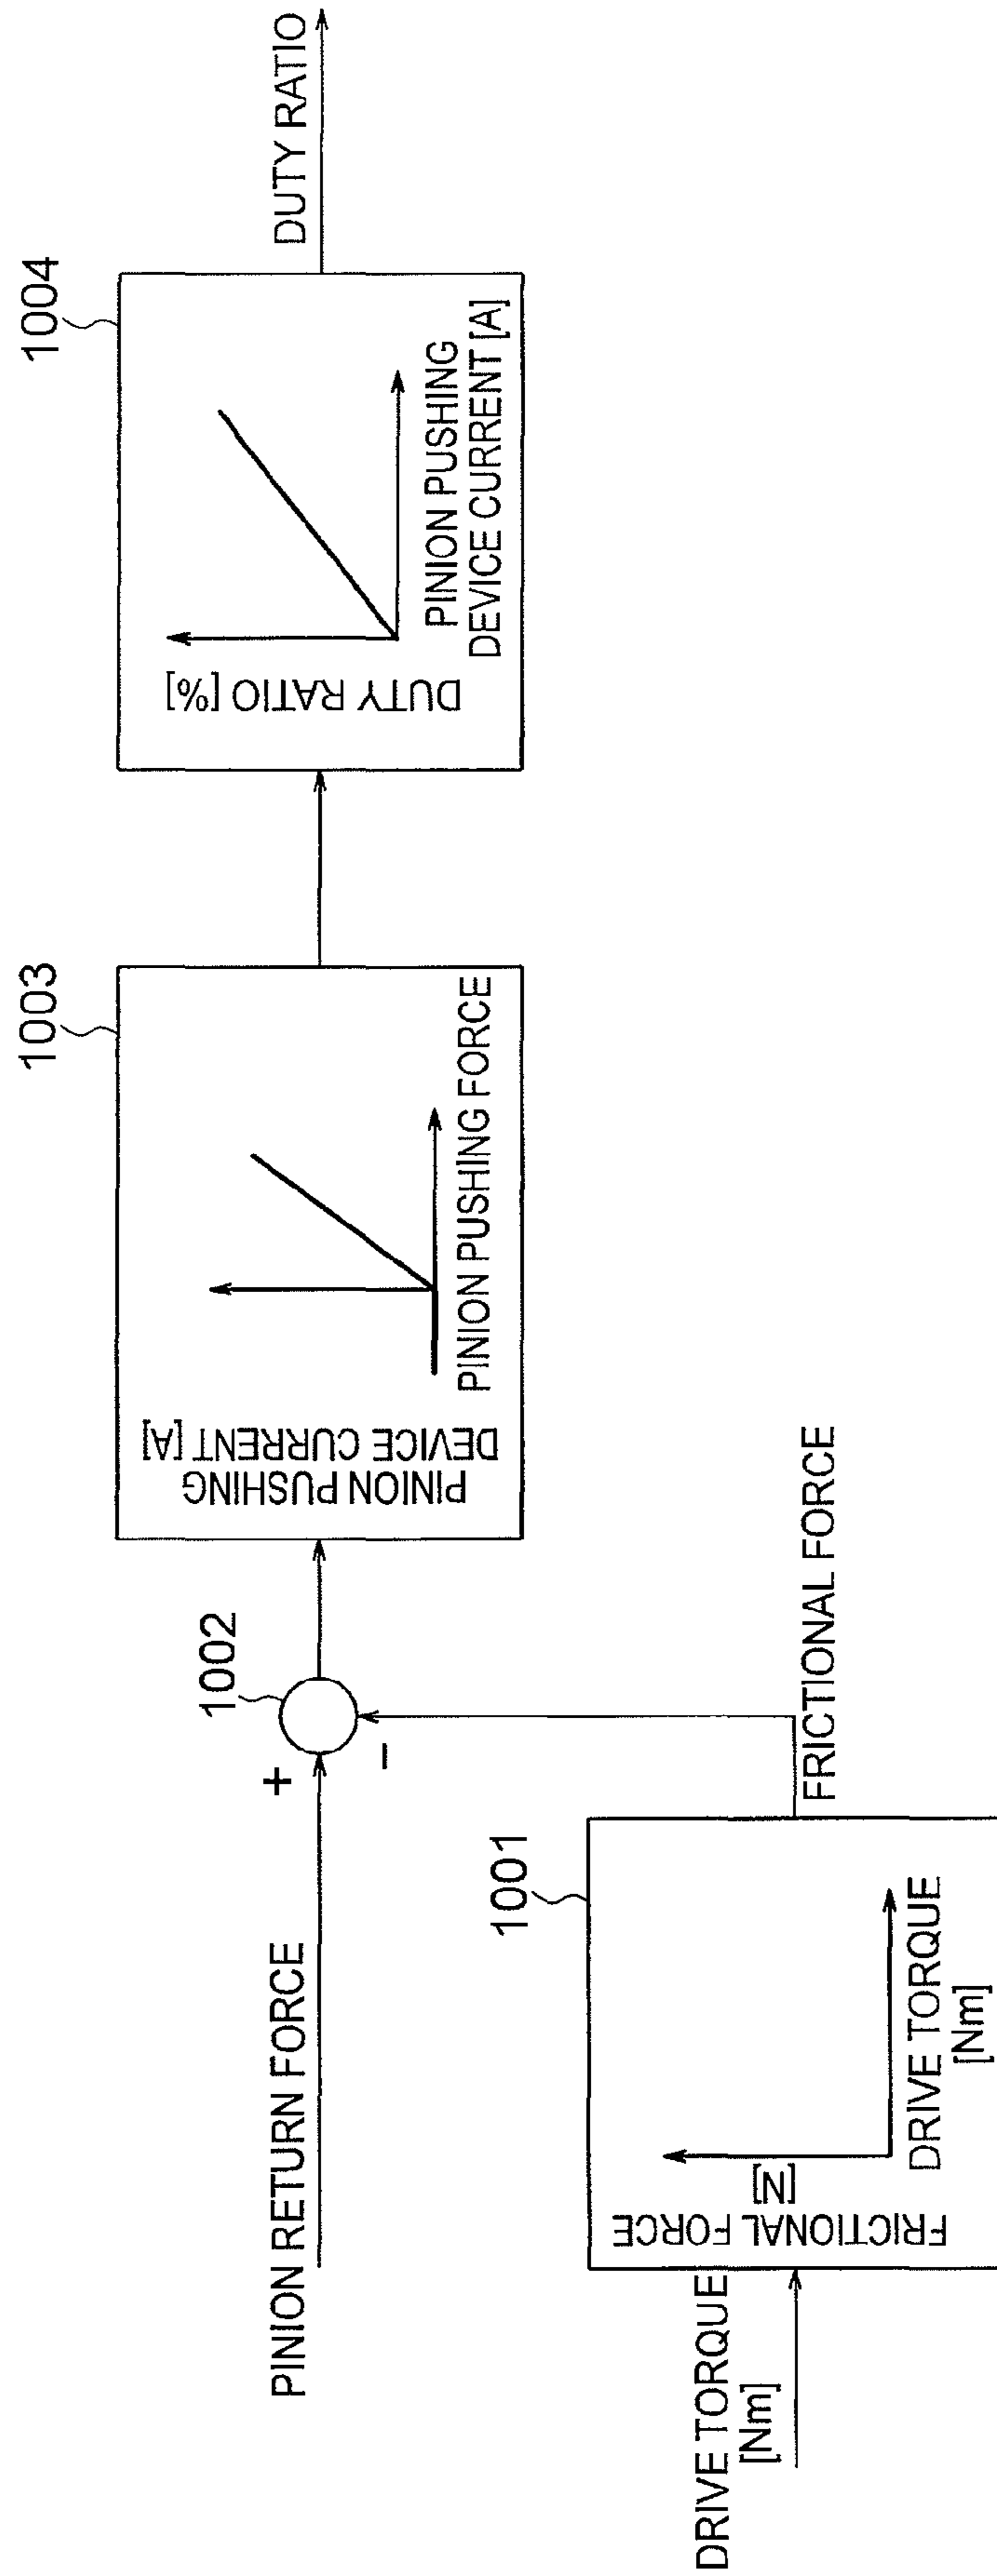 PINION RETURN FORCE
+
−
1002
DRIVE TORQUE
[Nm]
1001
FRICTIONAL FORCE
[N]
DRIVE TORQUE
[Nm]
FRICTIONAL FORCE
1003
PINION PUSHING
DEVICE CURRENT [A]
PINION PUSHING FORCE
1004
DUTY RATIO [%]
PINION PUSHING
DEVICE CURRENT [A]
DUTY RATIO